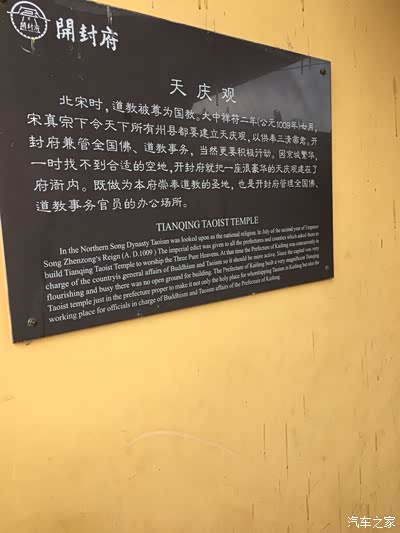 開封府
開封府
天庆观
北宋时，道教被尊为国教。大中祥符二年(公元1009年)七月，
宋真宗下令天下所有州县都要建立天庆观，以供奉三清帝君，开
封府兼管全国佛、道教事务，当然更要积极行动。因京城繁华，
一时找不到合适的空地，开封府就把一座很豪华的天庆观建在了
府衙内。既做为本府崇奉道教的圣地，也是开封府管理全国佛、
道教事务官员的办公场所。
TIANQING TAOIST TEMPLE
In the Northern Song Dynasty Taoism was looked upon as the national religion. In July of the second year of Emperor
Song Zhenzong's Reign (A. D.1009 ) The imperial edict was given to all the prefectures and counties which asked them to
build Tianqing Taoist Temple to worship the Three Pure Heavens. At that time the Prefecture of Kaifeng was concurrently in
charge of the country's general affairs of Buddhism and Taoism so it should be more active. Since the capital was very
flourishing and busy there was no open ground for building. The Prefecture of Kaifeng built a very magnificent Tianqing
Taoist temple just in the prefecture proper to make it not only the holy place for worshipping Taoism in Kaifeng but also the
working place for officials in charge of Buddhism and Taoism affairs of the Prefecture of Kaifeng.
汽车之家